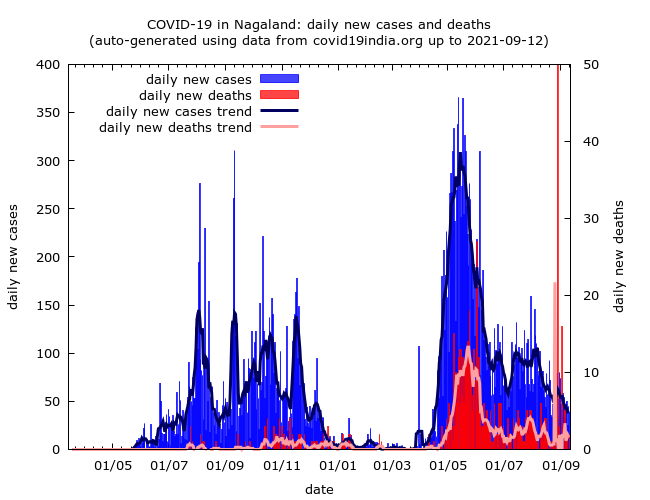 COVID-19 in Nagaland: daily new cases and deaths
(auto-generated using data from covid19india.org up to 2021-09-12)
daily new cases
daily new deaths
daily new cases trend
daily new deaths trend
400
350
300
250
200
150
100
50
0
50
40
30
20
10
0
daily new cases
daily new deaths
01/05 01/07 01/09 01/11 01/01 01/03 01/05 01/07 01/09
date